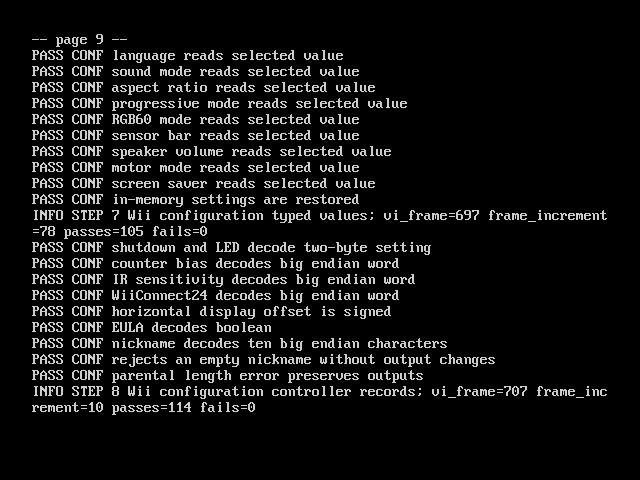 -- page 9 --
PASS CONF language reads selected value
PASS CONF sound mode reads selected value
PASS CONF aspect ratio reads selected value
PASS CONF progressive mode reads selected value
PASS CONF RGB60 mode reads selected value
PASS CONF sensor bar reads selected value
PASS CONF speaker volume reads selected value
PASS CONF motor mode reads selected value
PASS CONF screen saver reads selected value
PASS CONF in-memory settings are restored
INFO STEP 7 Wii configuration typed values; vi_frame=697 frame_increment
=78 passes=105 fails=0
PASS CONF shutdown and LED decode two-byte setting
PASS CONF counter bias decodes big endian word
PASS CONF IR sensitivity decodes big endian word
PASS CONF WiiConnect24 decodes big endian word
PASS CONF horizontal display offset is signed
PASS CONF EULA decodes boolean
PASS CONF nickname decodes ten big endian characters
PASS CONF rejects an empty nickname without output changes
PASS CONF parental length error preserves outputs
INFO STEP 8 Wii configuration controller records; vi_frame=707 frame_inc
rement=10 passes=114 fails=0